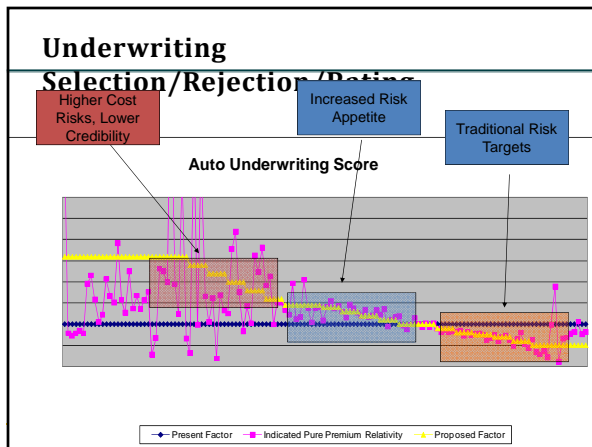 Underwriting
Selection/Rejection/Rating
Higher Cost
Risks, Lower
Credibility
Increased Risk
Appetite
Traditional Risk
Targets
Auto Underwriting Score
Present Factor
Indicated Pure Premium Relativity
Proposed Factor